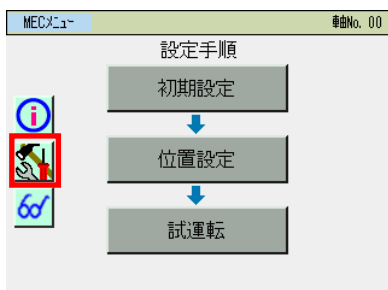 MECﾒﾆｭｰ
軸No. 00
設定手順
初期設定
位置設定
試運転